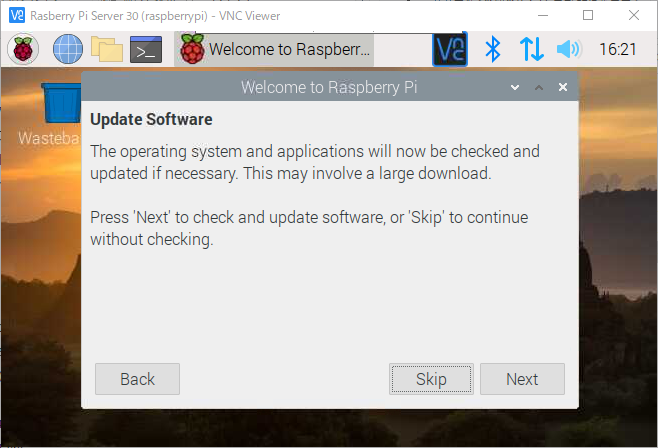 Rasberry Pi Server 30 (raspberrypi) - VNC Viewer
Welcome to Raspberr...
16:21
Welcome to Raspberry Pi
Wasteba
Update Software
The operating system and applications will now be checked and
updated if necessary. This may involve a large download.
Press 'Next' to check and update software, or 'Skip' to continue
without checking.
Back
Skip
Next